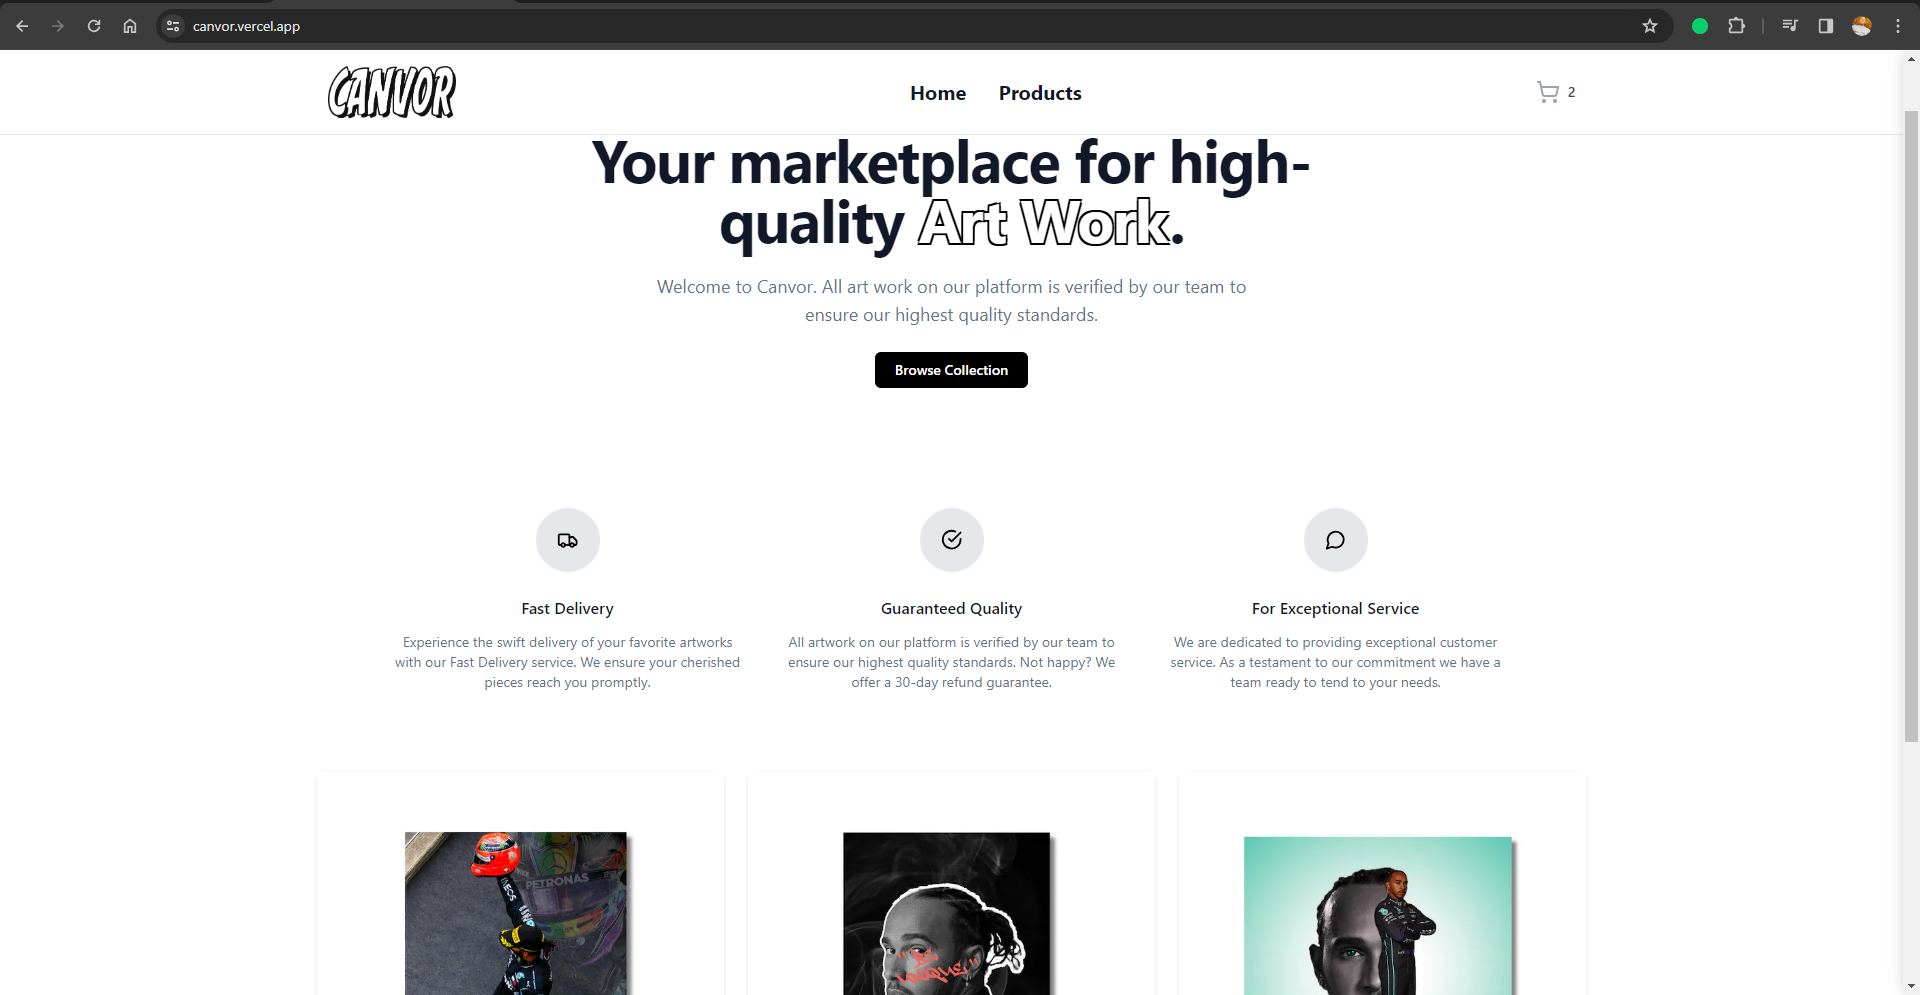 canvor.vercel.app
CANVOR
Home Products
2
Your marketplace for high-
quality Art Work.
Welcome to Canvor. All art work on our platform is verified by our team to
ensure our highest quality standards.
Browse Collection
Fast Delivery
Experience the swift delivery of your favorite artworks
with our Fast Delivery service. We ensure your cherished
pieces reach you promptly.
Guaranteed Quality
All artwork on our platform is verified by our team to
ensure our highest quality standards. Not happy? We
offer a 30-day refund guarantee.
For Exceptional Service
We are dedicated to providing exceptional customer
service. As a testament to our commitment we have a
team ready to tend to your needs.
PETRONAS
INEOS
"BE
UNIQUE"